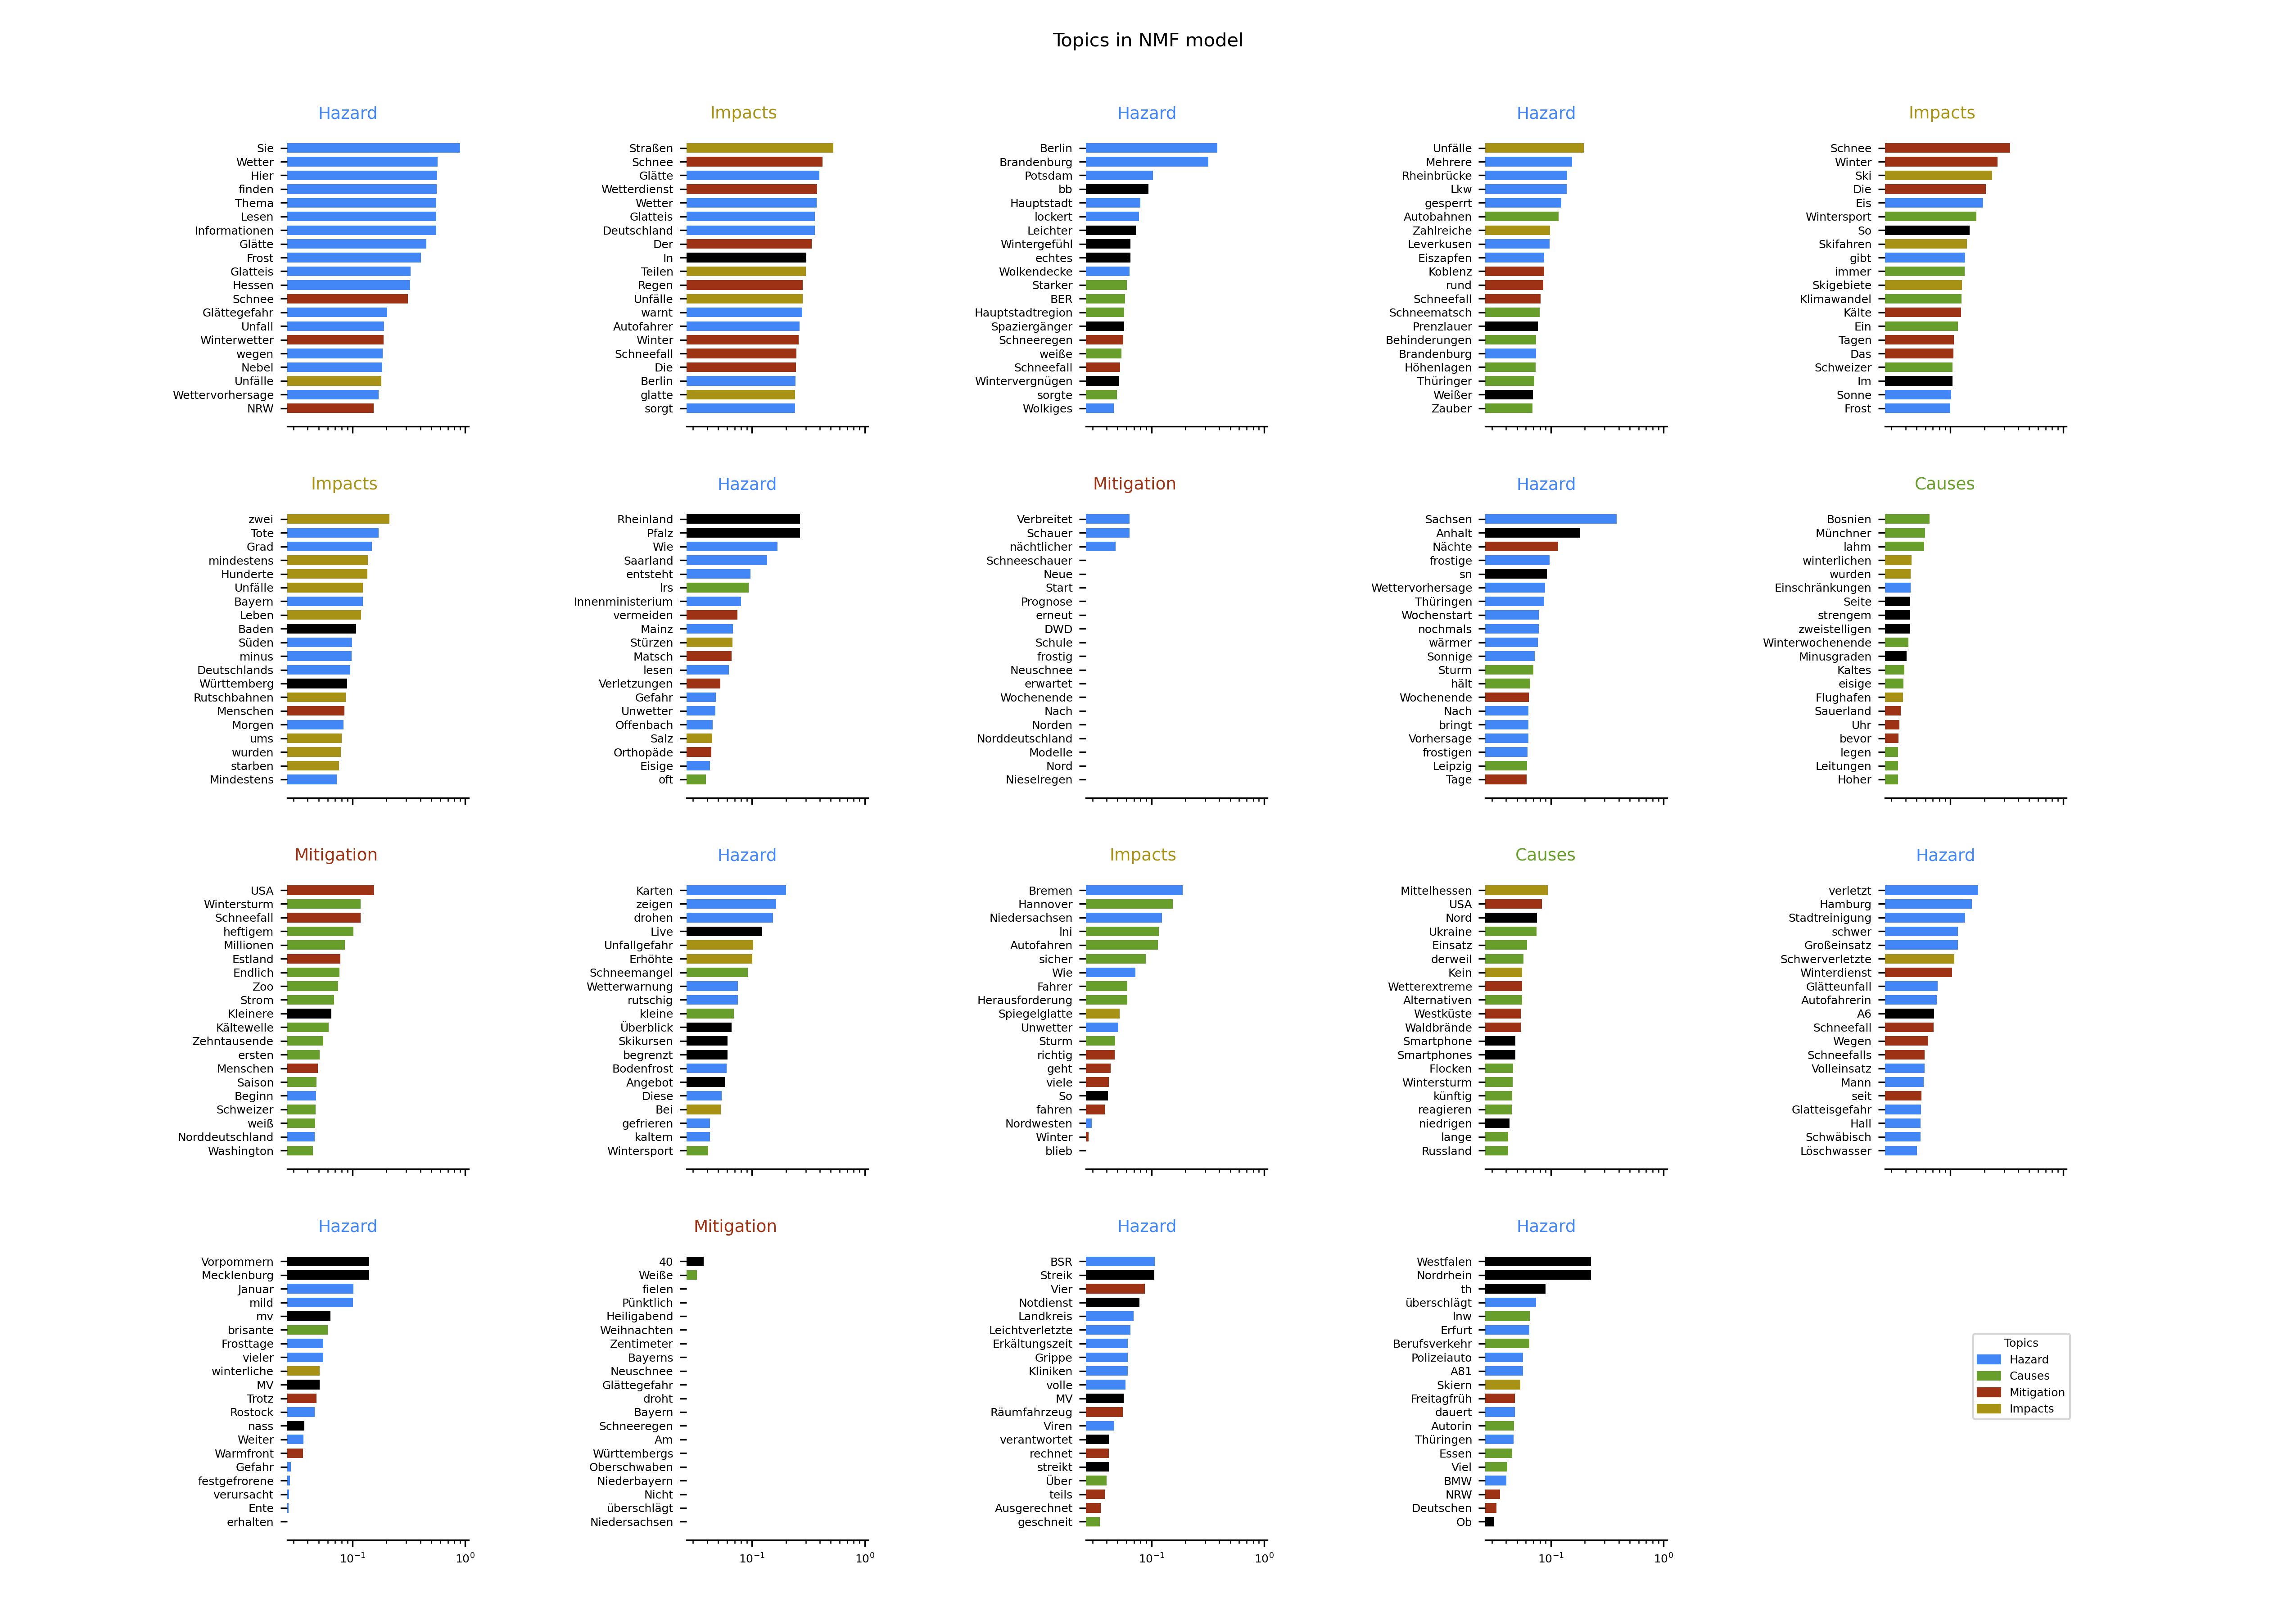 Topics in NMF model
Hazard
Sie
Wetter
Hier
finden
Thema
Lesen
Informationen
Glätte
Frost
Glatteis
Hessen
Schnee
Glättegefahr
Unfall
Winterwetter
wegen
Nebel
Unfälle
Wettervorhersage
NRW
Impacts
Straßen
Schnee
Glätte
Wetterdienst
Wetter
Glatteis
Deutschland
Der
In
Teilen
Regen
Unfälle
warnt
Autofahrer
Winter
Schneefall
Die
Berlin
glatte
sorgt
Hazard
Berlin
Brandenburg
Potsdam
bb
Hauptstadt
lockert
Leichter
Wintergefühl
echtes
Wolkendecke
Starker
BER
Hauptstadtregion
Spaziergänger
Schneeregen
weiße
Schneefall
Wintervergnügen
sorgte
Wolkiges
Hazard
Unfälle
Mehrere
Rheinbrücke
Lkw
gesperrt
Autobahnen
Zahlreiche
Leverkusen
Eiszapfen
Koblenz
rund
Schneefall
Schneematsch
Prenzlauer
Behinderungen
Brandenburg
Höhenlagen
Thüringer
Weißer
Zauber
Impacts
Schnee
Winter
Ski
Die
Eis
Wintersport
So
Skifahren
gibt
immer
Skigebiete
Klimawandel
Kälte
Ein
Tagen
Das
Schweizer
Im
Sonne
Frost
Impacts
zwei
Tote
Grad
mindestens
Hunderte
Unfälle
Bayern
Leben
Baden
Süden
minus
Deutschlands
Württemberg
Rutschbahnen
Menschen
Morgen
ums
wurden
starben
Mindestens
Hazard
Rheinland
Pfalz
Wie
Saarland
entsteht
lrs
Innenministerium
vermeiden
Mainz
Stürzen
Matsch
lesen
Verletzungen
Gefahr
Unwetter
Offenbach
Salz
Orthopäde
Eisige
oft
Mitigation
Verbreitet
Schauer
nächtlicher
Schneeschauer
Neue
Start
Prognose
erneut
DWD
Schule
frostig
Neuschnee
erwartet
Wochenende
Nach
Norden
Norddeutschland
Modelle
Nord
Nieselregen
Hazard
Sachsen
Anhalt
Nächte
frostige
sn
Wettervorhersage
Thüringen
Wochenstart
nochmals
wärmer
Sonnige
Sturm
hält
Wochenende
Nach
bringt
Vorhersage
frostigen
Leipzig
Tage
Causes
Bosnien
Münchner
lahm
winterlichen
wurden
Einschränkungen
Seite
strengem
zweistelligen
Winterwochenende
Minusgraden
Kaltes
eisige
Flughafen
Sauerland
Uhr
bevor
legen
Leitungen
Hoher
Mitigation
USA
Wintersturm
Schneefall
heftigem
Millionen
Estland
Endlich
Zoo
Strom
Kleinere
Kältewelle
Zehntausende
ersten
Menschen
Saison
Beginn
Schweizer
weiß
Norddeutschland
Washington
Hazard
Karten
zeigen
drohen
Live
Unfallgefahr
Erhöhte
Schneemangel
Wetterwarnung
rutschig
kleine
Überblick
Skikursen
begrenzt
Bodenfrost
Angebot
Diese
Bei
gefrieren
kaltem
Wintersport
Impacts
Bremen
Hannover
Niedersachsen
lni
Autofahren
sicher
Wie
Fahrer
Herausforderung
Spiegelglatte
Unwetter
Sturm
richtig
geht
viele
So
fahren
Nordwesten
Winter
blieb
Causes
Mittelhessen
USA
Nord
Ukraine
Einsatz
derweil
Kein
Wetterextreme
Alternativen
Westküste
Waldbrände
Smartphone
Smartphones
Flocken
Wintersturm
künftig
reagieren
niedrigen
lange
Russland
Hazard
verletzt
Hamburg
Stadtreinigung
schwer
Großeinsatz
Schwerverletzte
Winterdienst
Glätteunfall
Autofahrerin
A6
Schneefall
Wegen
Schneefalls
Volleinsatz
Mann
seit
Glatteisgefahr
Hall
Schwäbisch
Löschwasser
Hazard
Vorpommern
Mecklenburg
Januar
mild
mv
brisante
Frosttage
vieler
winterliche
MV
Trotz
Rostock
nass
Weiter
Warmfront
Gefahr
festgefrorene
verursacht
Ente
erhalten
10⁻¹ 10⁰
Mitigation
40
Weiße
fielen
Pünktlich
Heiligabend
Weihnachten
Zentimeter
Bayerns
Neuschnee
Glättegefahr
droht
Bayern
Schneeregen
Am
Württembergs
Oberschwaben
Niederbayern
Nicht
überschlägt
Niedersachsen
10⁻¹ 10⁰
Hazard
BSR
Streik
Vier
Notdienst
Landkreis
Leichtverletzte
Erkältungszeit
Grippe
Kliniken
volle
MV
Räumfahrzeug
Viren
verantwortet
rechnet
streikt
Über
teils
Ausgerechnet
geschneit
10⁻¹ 10⁰
Hazard
Westfalen
Nordrhein
th
überschlägt
lnw
Erfurt
Berufsverkehr
Polizeiauto
A81
Skiern
Freitagfrüh
dauert
Autorin
Thüringen
Essen
Viel
BMW
NRW
Deutschen
Ob
10⁻¹ 10⁰
Topics
Hazard
Causes
Mitigation
Impacts